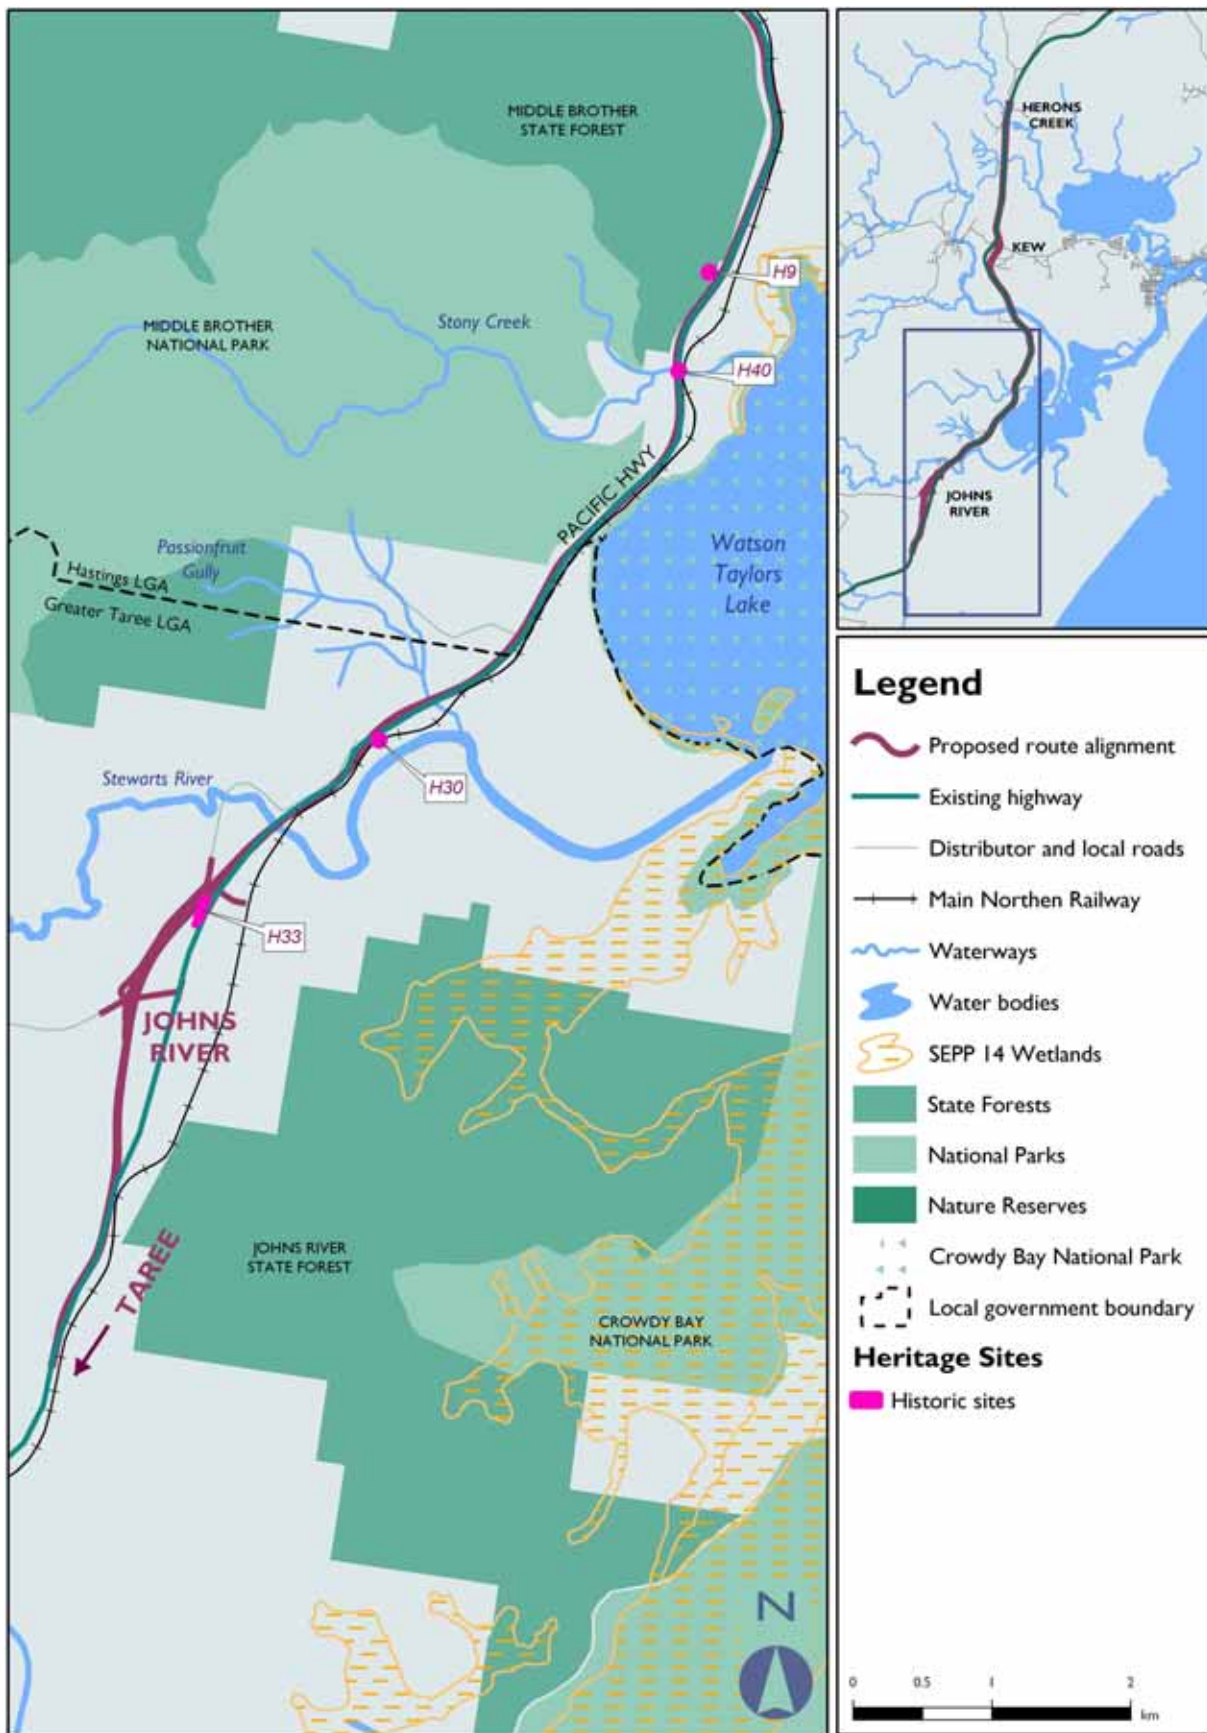 MIDDLE BROTHER
STATE FOREST
H9
Stony Creek
MIDDLE BROTHER
NATIONAL PARK
H40
PACIFIC HWY
Passionfruit
Gully
Hastings LGA
Greater Taree LGA
Watson
Taylors
Lake
Stewarts River
H30
H33
JOHNS
RIVER
TAREE
JOHNS RIVER
STATE FOREST
CROWDY BAY
NATIONAL PARK
N
HERONS
CREEK
KEW
JOHNS
RIVER
Legend
Proposed route alignment
Existing highway
Distributor and local roads
Main Northen Railway
Waterways
Water bodies
SEPP 14 Wetlands
State Forests
National Parks
Nature Reserves
Crowdy Bay National Park
Local government boundary
Heritage Sites
Historic sites
0 0.5 1 2
km